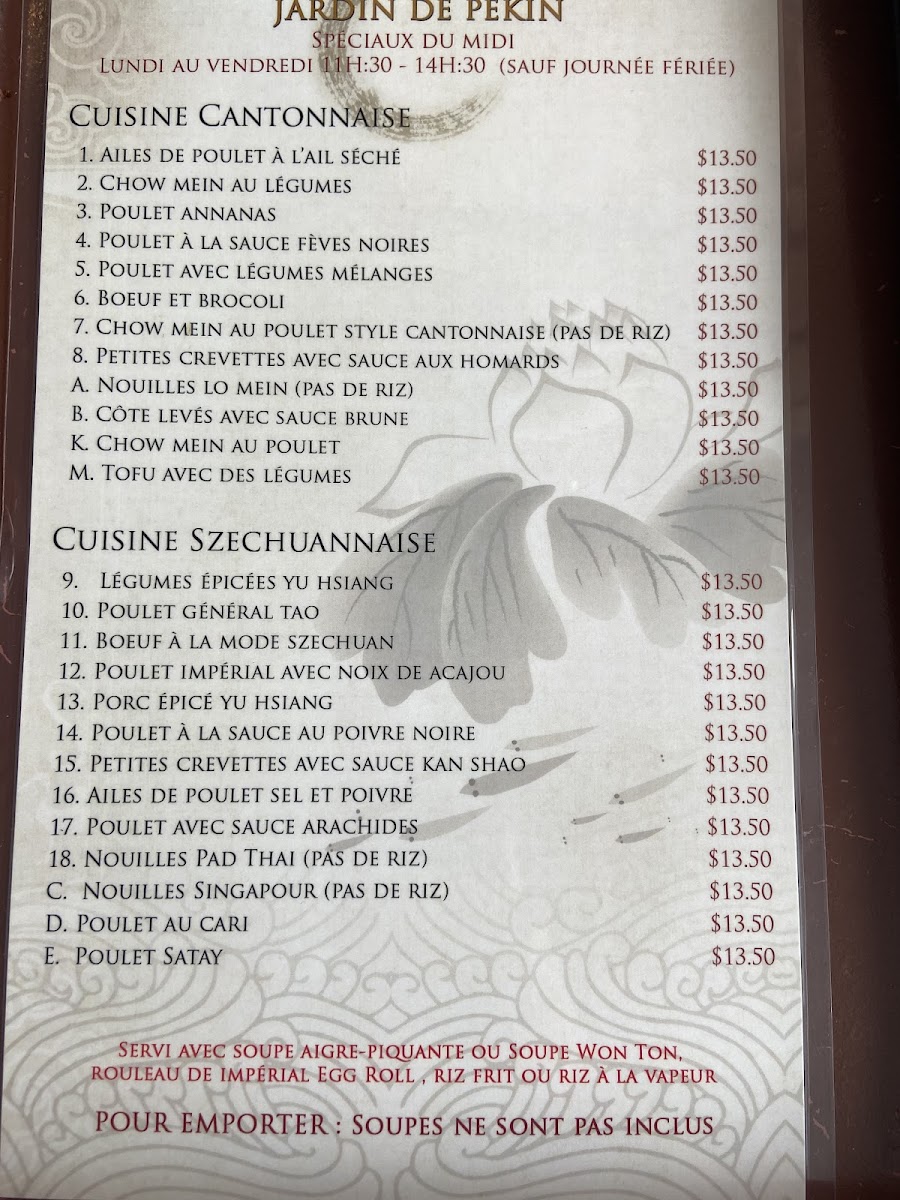 JARDIN DE PEKIN
SPÉCIAUX DU MIDI
LUNDI AU VENDREDI 11H:30 - 14H:30 (SAUF JOURNÉE FÉRIÉE)
CUISINE CANTONNAISE
1. AILES DE POULET À L'AIL SÉCHÉ $13.50
2. CHOW MEIN AU LÉGUMES $13.50
3. POULET ANNANAS $13.50
4. POULET À LA SAUCE FÈVES NOIRES $13.50
5. POULET AVEC LÉGUMES MÉLANGES $13.50
6. BOEUF ET BROCOLI $13.50
7. CHOW MEIN AU POULET STYLE CANTONNAISE (PAS DE RIZ) $13.50
8. PETITES CREVETTES AVEC SAUCE AUX HOMARDS $13.50
A. NOUILLES LO MEIN (PAS DE RIZ) $13.50
B. CÔTE LEVÉS AVEC SAUCE BRUNE $13.50
K. CHOW MEIN AU POULET $13.50
M. TOFU AVEC DES LÉGUMES $13.50
CUISINE SZECHUANNAISE
9. LÉGUMES ÉPICÉES YU HSIANG $13.50
10. POULET GÉNÉRAL TAO $13.50
11. BOEUF À LA MODE SZECHUAN $13.50
12. POULET IMPÉRIAL AVEC NOIX DE ACAJOU $13.50
13. PORC ÉPICÉ YU HSIANG $13.50
14. POULET À LA SAUCE AU POIVRE NOIRE $13.50
15. PETITES CREVETTES AVEC SAUCE KAN SHAO $13.50
16. AILES DE POULET SEL ET POIVRE $13.50
17. POULET AVEC SAUCE ARACHIDES $13.50
18. NOUILLES PAD THAI (PAS DE RIZ) $13.50
C. NOUILLES SINGAPOUR (PAS DE RIZ) $13.50
D. POULET AU CARI $13.50
E. POULET SATAY $13.50
SERVI AVEC SOUPE AIGRE-PIQUANTE OU SOUPE WON TON,
ROULEAU DE IMPÉRIAL EGG ROLL , RIZ FRIT OU RIZ À LA VAPEUR
POUR EMPORTER : SOUPES NE SONT PAS INCLUS